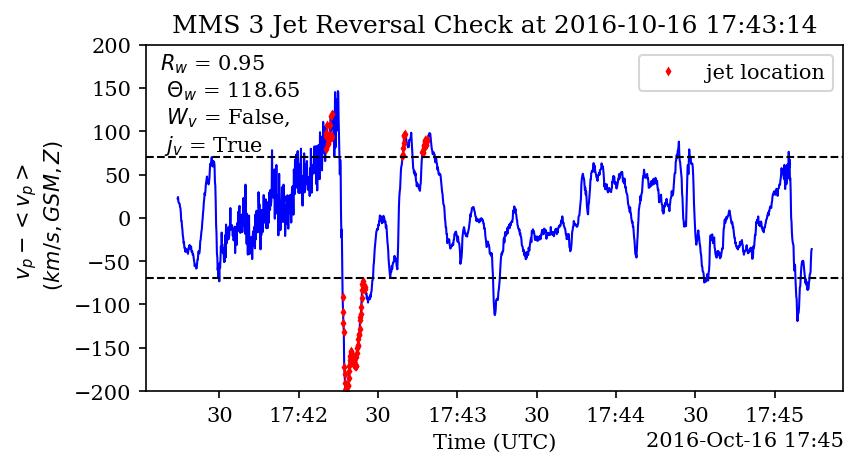 MMS 3 Jet Reversal Check at 2016-10-16 17:43:14
R_w = 0.95
Θ_w = 118.65
W_v = False,
j_v = True
jet location
v_p − < v_p >
(km/s, GSM, Z)
200
150
100
50
0
−50
−100
−150
−200
30 17:42 30 17:43 30 17:44 30 17:45
Time (UTC)
2016-Oct-16 17:45